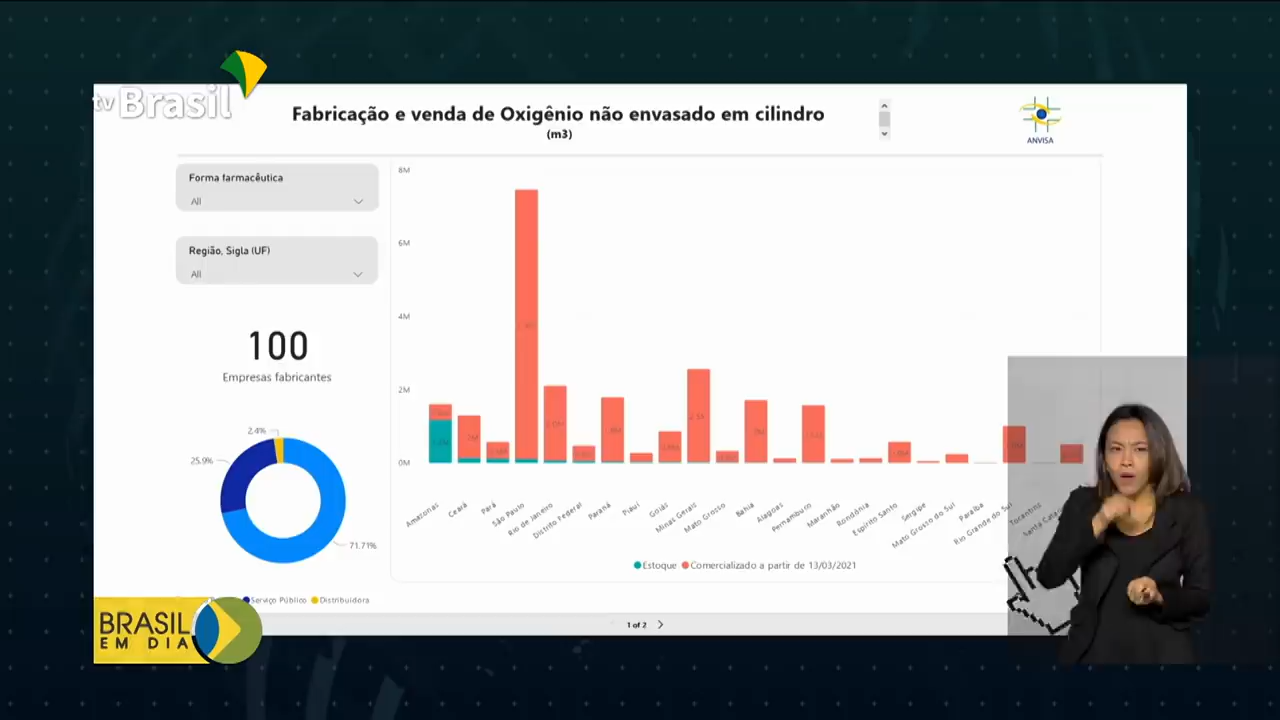 tv Brasil
Fabricação e venda de Oxigênio não envasado em cilindro
(m3)
ANVISA
Forma farmacêutica
All
Região, Sigla (UF)
All
100
Empresas fabricantes
2.4%
25.9%
71.71%
Serviço Público
Distribuidora
8M
6M
4M
2M
0M
Amazonas
Ceará
Pará
São Paulo
Rio de Janeiro
Distrito Federal
Paraná
Piauí
Goiás
Minas Gerais
Mato Grosso
Bahia
Alagoas
Pernambuco
Maranhão
Rondônia
Espírito Santo
Sergipe
Mato Grosso do Sul
Paraíba
Rio Grande do Sul
Tocantins
Santa
Estoque
Comercializado a partir de 13/03/2021
1 of 2
BRASIL
EM DIA